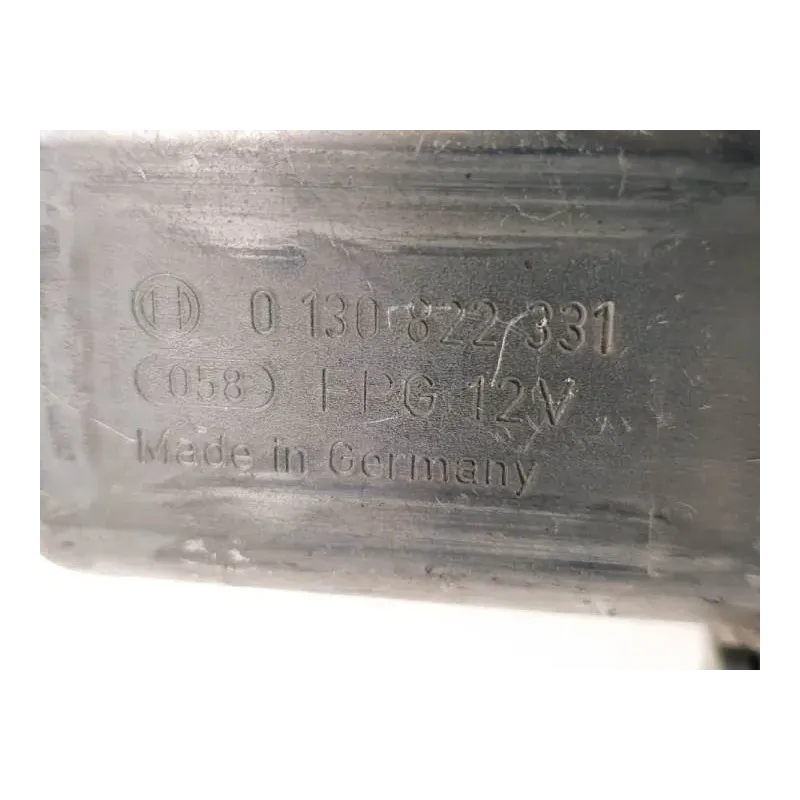 0 130 822 331
058 FPG 12V
Made in Germany